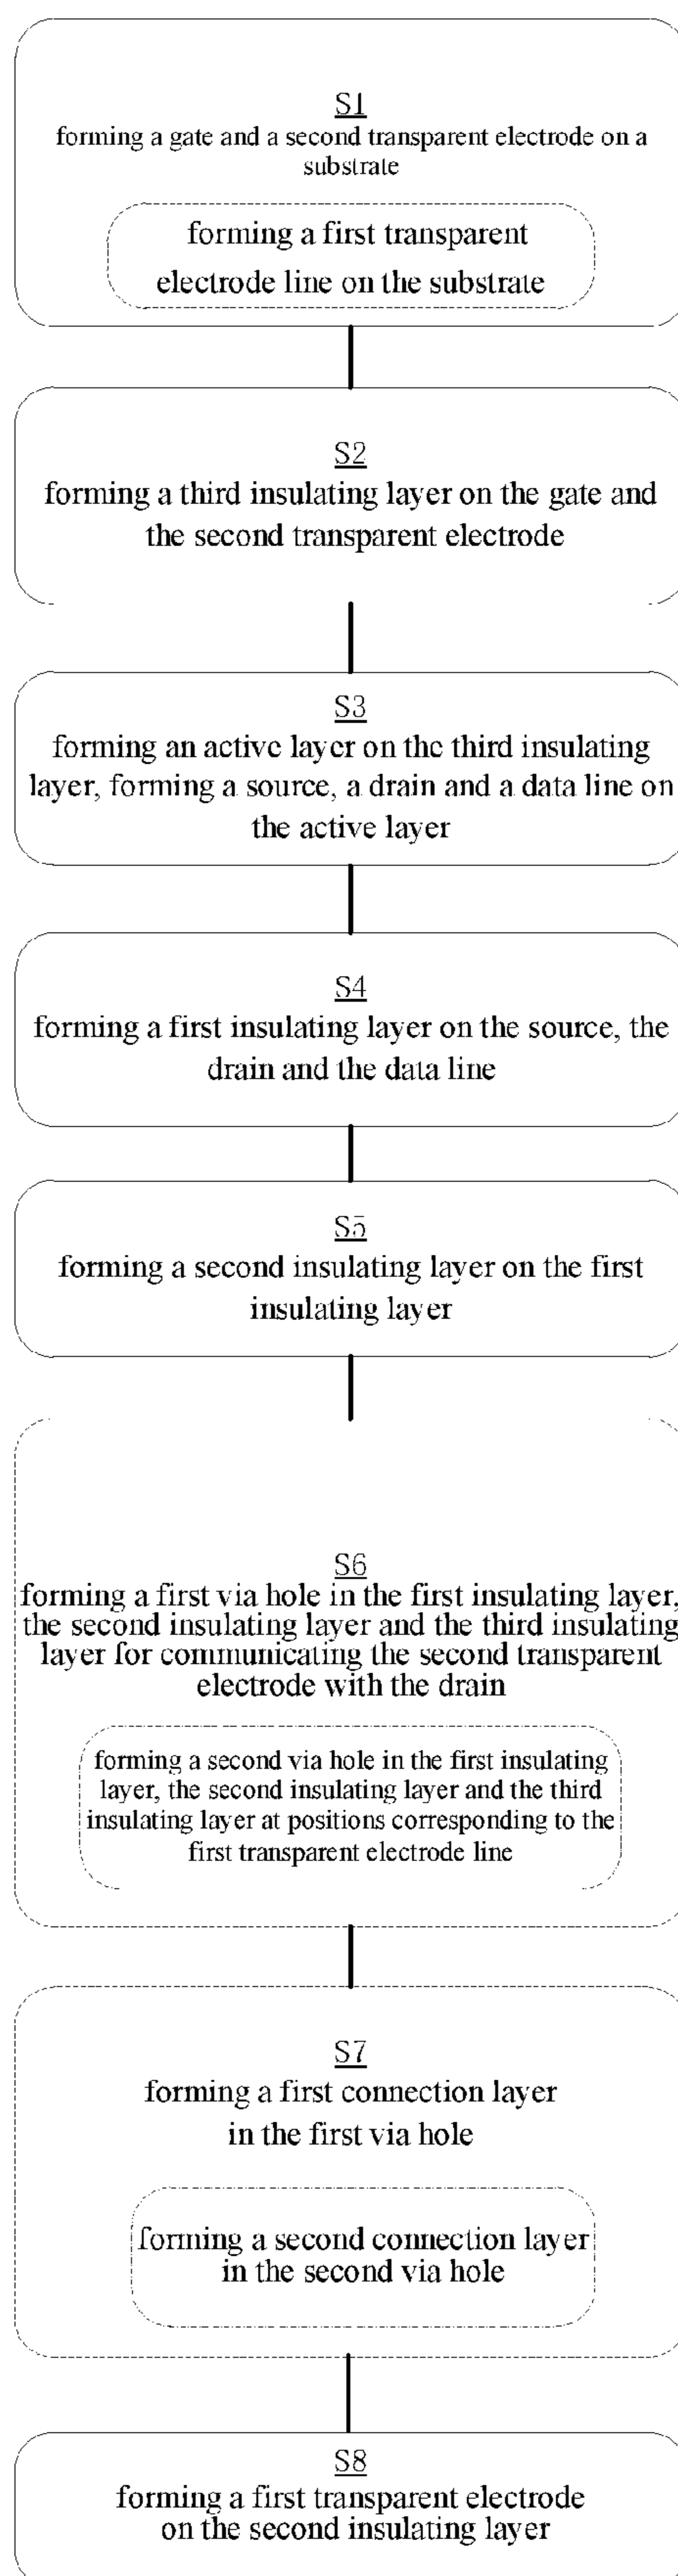 S1
forming a gate and a second transparent electrode on a
substrate
forming a first transparent
electrode line on the substrate
S2
forming a third insulating layer on the gate and
the second transparent electrode
S3
forming an active layer on the third insulating
layer, forming a source, a drain and a data line on
the active layer
S4
forming a first insulating layer on the source, the
drain and the data line
S5
forming a second insulating layer on the first
insulating layer
S6
forming a first via hole in the first insulating layer,
the second insulating layer and the third insulating
layer for communicating the second transparent
electrode with the drain
forming a second via hole in the first insulating
layer, the second insulating layer and the third
insulating layer at positions corresponding to the
first transparent electrode line
S7
forming a first connection layer
in the first via hole
forming a second connection layer
in the second via hole
S8
forming a first transparent electrode
on the second insulating layer